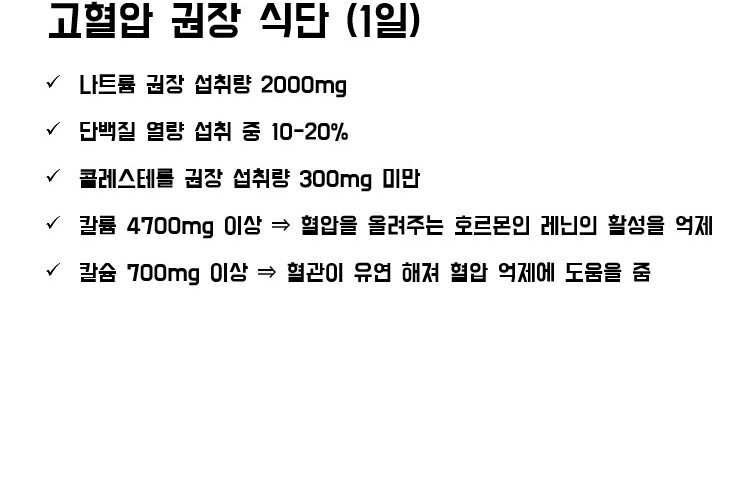 고혈압 권장 식단 (1일)
✓ 나트륨 권장 섭취량 2000mg
✓ 단백질 열량 섭취 중 10-20%
✓ 콜레스테롤 권장 섭취량 300mg 미만
✓ 칼륨 4700mg 이상 ⇒ 혈압을 올려주는 호르몬인 레닌의 활성을 억제
✓ 칼슘 700mg 이상 ⇒ 혈관이 유연 해져 혈압 억제에 도움을 줌